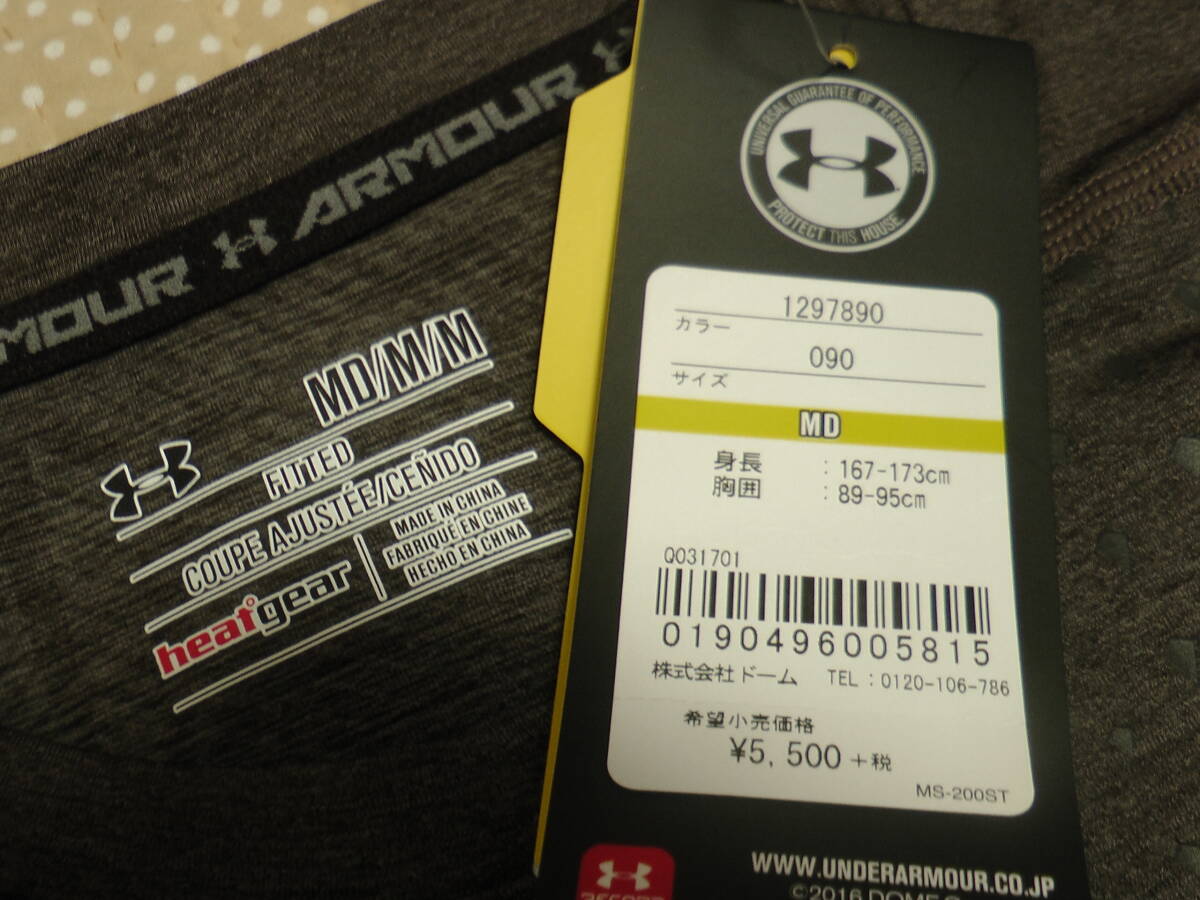 MOUR ARMOUR
MD/M/M
FITTED
COUPE AJUSTÉE/CEÑIDO
heatgear
MADE IN CHINA
FABRIQUÉ EN CHINE
HECHO EN CHINA
UNIVERSAL GUARANTEE OF PERFORMANCE
PROTECT THIS HOUSE
1297890
カラー
090
サイズ
MD
身長 : 167-173cm
胸囲 : 89-95cm
Q031701
0190496005815
株式会社ドーム TEL : 0120-106-786
希望小売価格
¥5,500 +税
MS-200ST
WWW.UNDERARMOUR.CO.JP
©2016 DOME